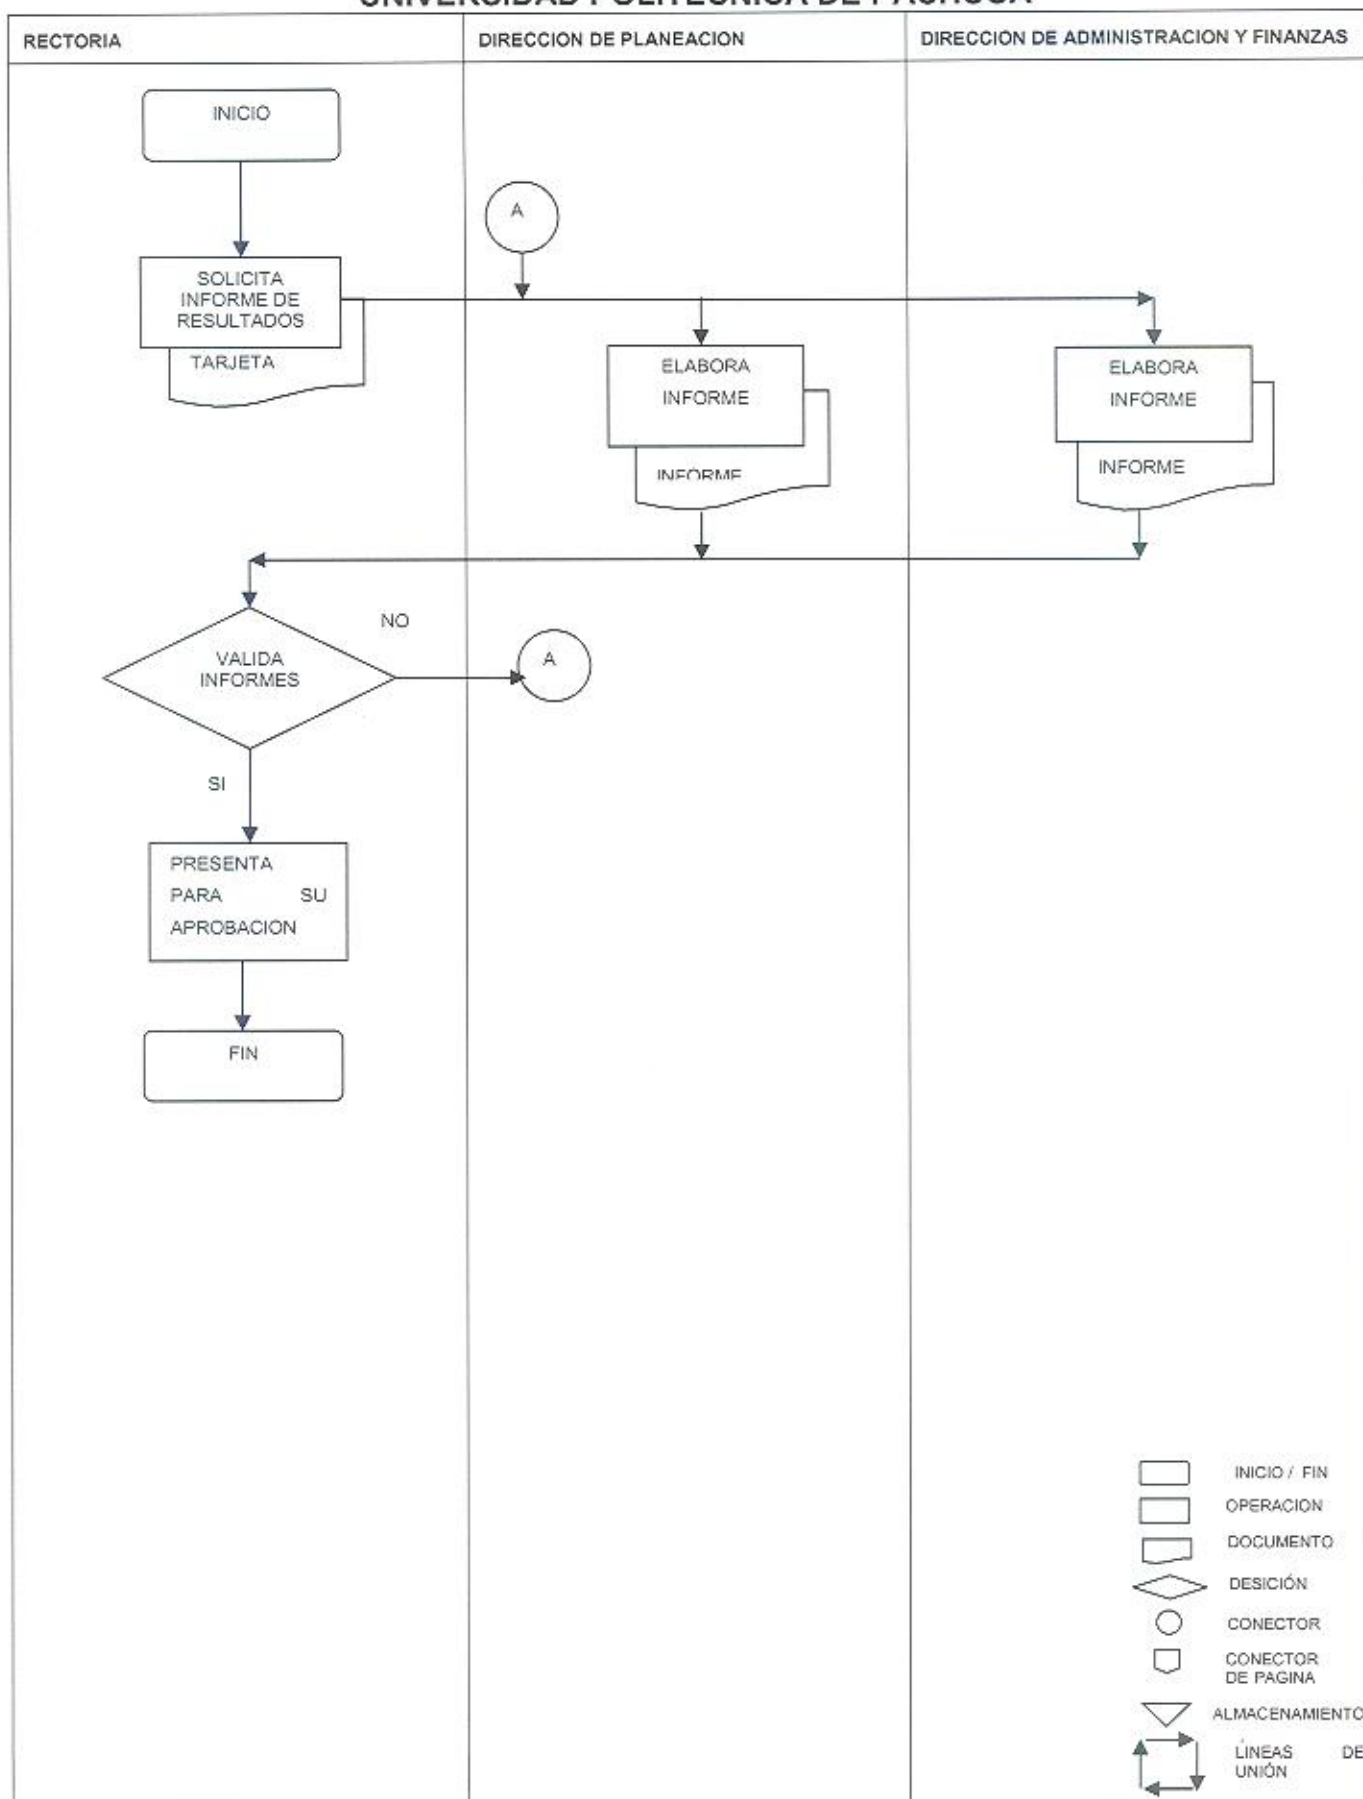 RECTORIA
DIRECCION DE PLANEACION
DIRECCION DE ADMINISTRACION Y FINANZAS
INICIO
A
SOLICITA
INFORME DE
RESULTADOS
TARJETA
ELABORA
INFORME
INFORME
ELABORA
INFORME
INFORME
NO
VALIDA
INFORMES
A
SI
PRESENTA
PARA SU
APROBACION
FIN
INICIO / FIN
OPERACION
DOCUMENTO
DESICIÓN
CONECTOR
CONECTOR
DE PAGINA
ALMACENAMIENTO
LÍNEAS DE
UNIÓN